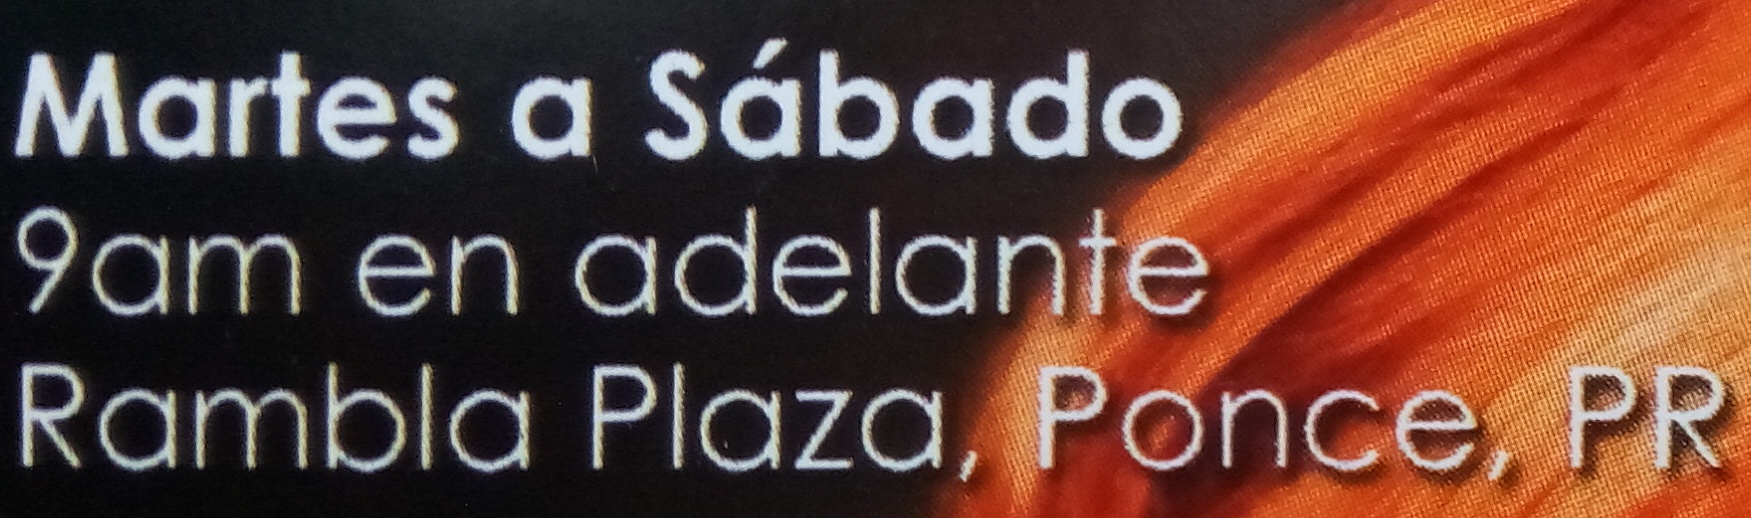 Martes a Sábado
9am en adelante
Rambla Plaza, Ponce, PR